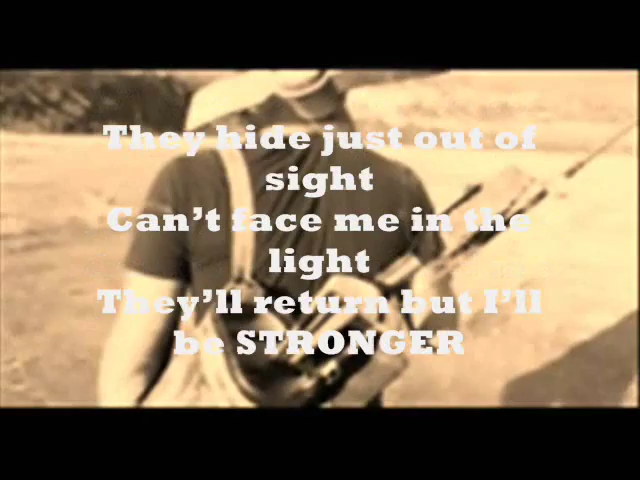 They hide just out of
sight
Can't face me in the
light
They'll return but I'll
be STRONGER